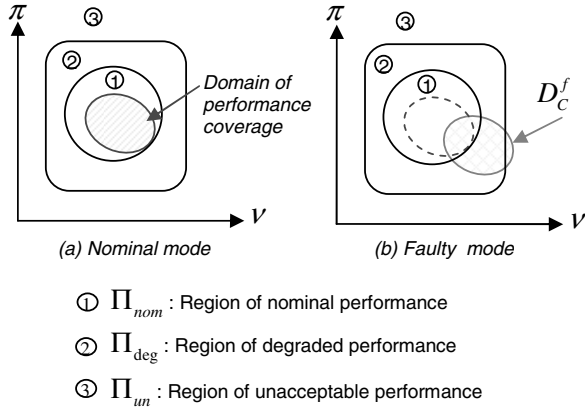 π ③ π ③
② ②
① ①
Domain of
performance
coverage
D_C^f
ν ν
(a) Nominal mode (b) Faulty mode
① Π_nom : Region of nominal performance
② Π_deg : Region of degraded performance
③ Π_un : Region of unacceptable performance